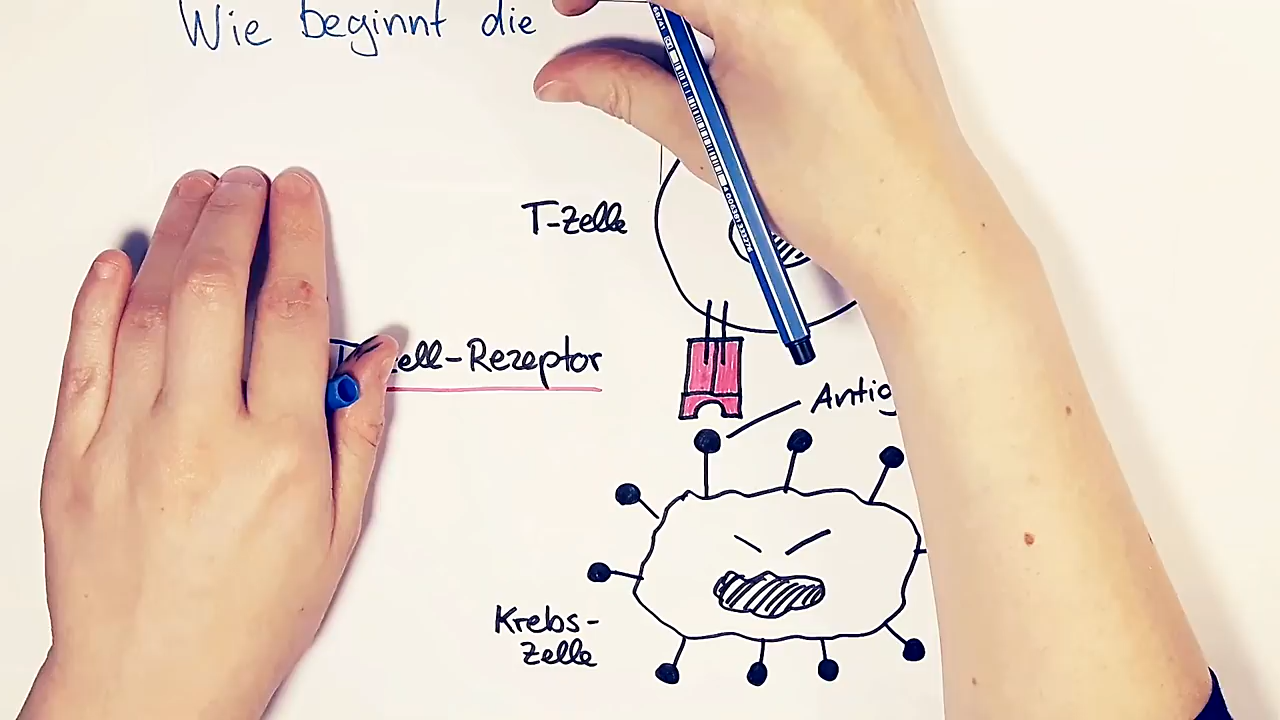 Wie beginnt die
T-Zelle
ell-Rezeptor
Antig
Krebs-
Zelle